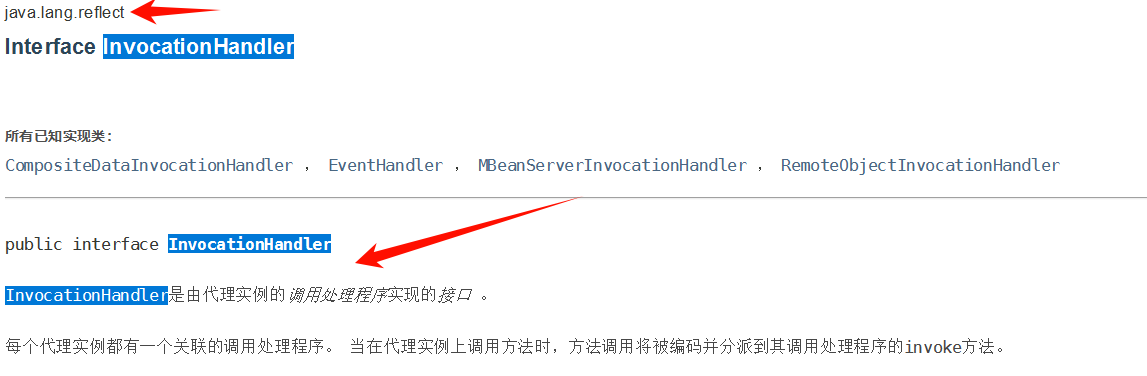 java.lang.reflect
Interface InvocationHandler
所有已知实现类：
CompositeDataInvocationHandler ， EventHandler ， MBeanServerInvocationHandler ， RemoteObjectInvocationHandler
public interface InvocationHandler
InvocationHandler是由代理实例的调用处理程序实现的接口 。
每个代理实例都有一个关联的调用处理程序。 当在代理实例上调用方法时，方法调用将被编码并分派到其调用处理程序的invoke方法。